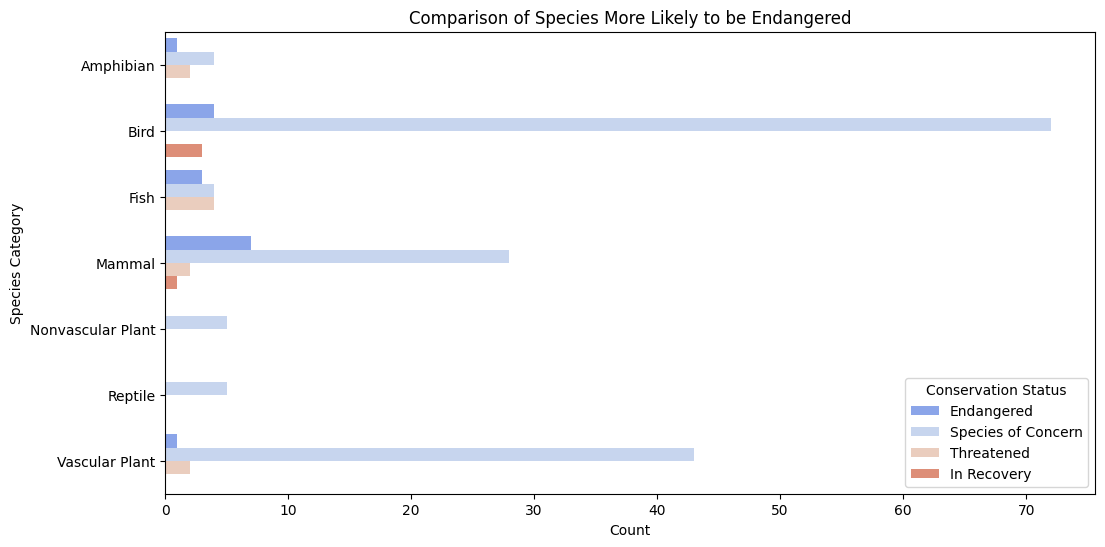 Comparison of Species More Likely to be Endangered
Species Category
Amphibian
Bird
Fish
Mammal
Nonvascular Plant
Reptile
Vascular Plant
Conservation Status
Endangered
Species of Concern
Threatened
In Recovery
0 10 20 30 40 50 60 70
Count